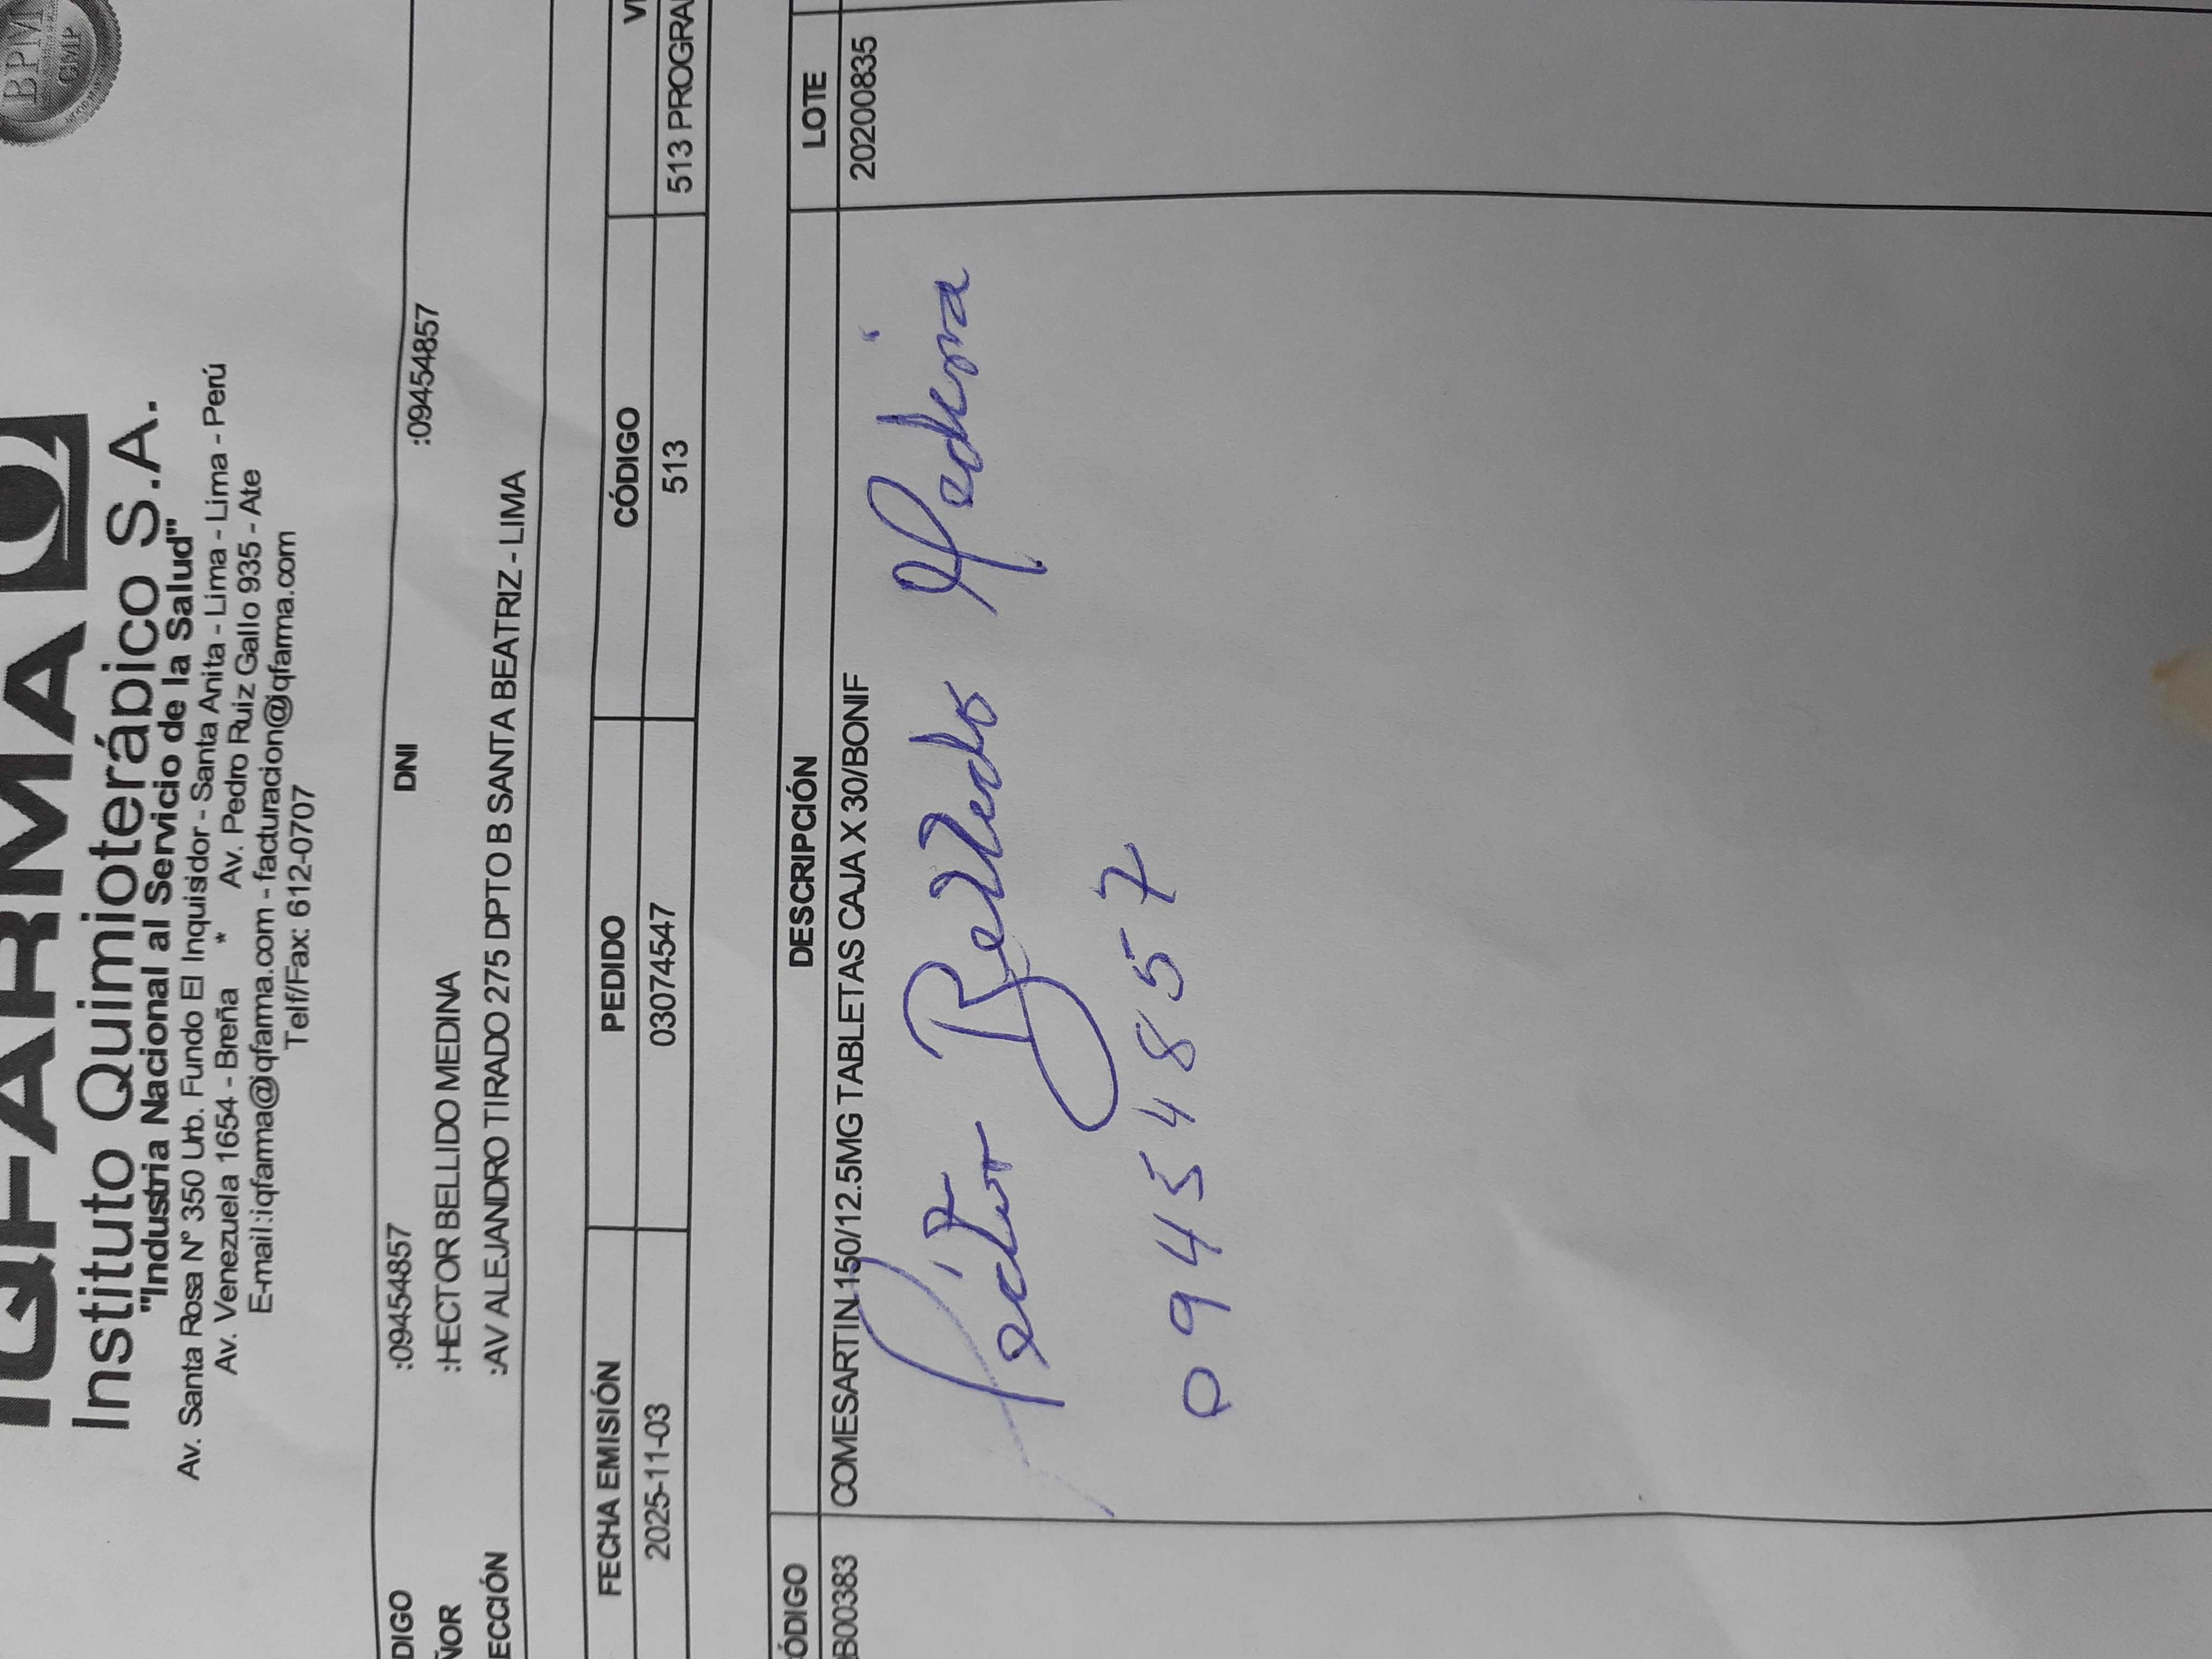 IQFARMA
BPM
GMP
Instituto Quimioterápico S.A.
"Industria Nacional al Servicio de la Salud"
Av. Santa Rosa N° 350 Urb. Fundo El Inquisidor - Santa Anita - Lima - Lima - Perú
Av. Venezuela 1654 - Breña * Av. Pedro Ruiz Gallo 935 - Ate
E-mail:iqfarma@iqfarma.com - facturacion@iqfarma.com
Telf/Fax: 612-0707
DIGO :09454857 DNI :09454857
ÑOR :HECTOR BELLIDO MEDINA
ECCIÓN :AV ALEJANDRO TIRADO 275 DPTO B SANTA BEATRIZ - LIMA
FECHA EMISIÓN PEDIDO CÓDIGO
2025-11-03 03074547 513 513 PROGRA
ÓDIGO DESCRIPCIÓN LOTE
B00383 COMESARTIN 150/12.5MG TABLETAS CAJA X 30/BONIF 20200835
Héctor Bellido Medina
09454857